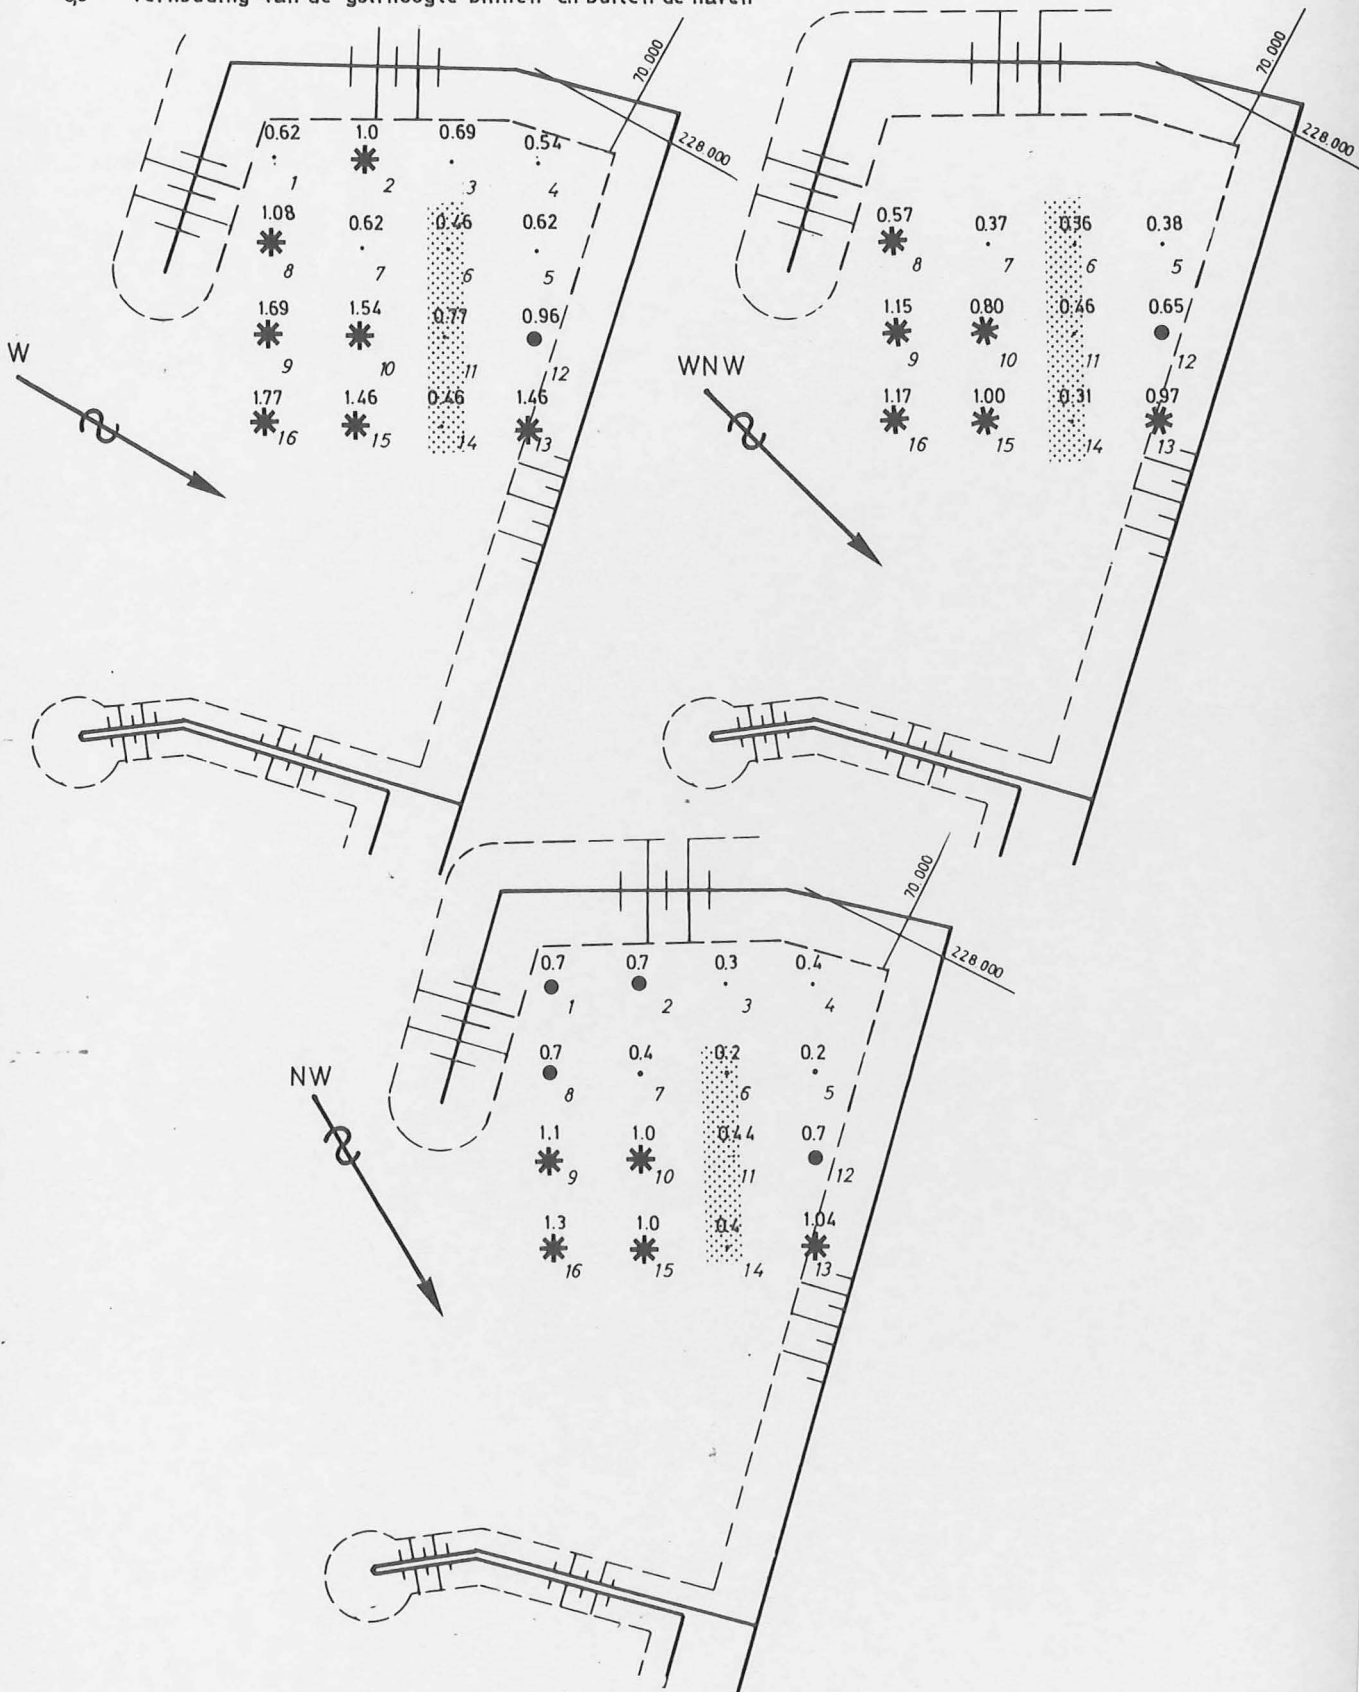 Verhouding van de golfhoogte binnen- en buiten de haven
70.000
228.000
0.62 1.0 0.69 0.54
1 2 3 4
1.08 0.62 0.46 0.62
8 7 6 5
1.69 1.54 0.77 0.96
9 10 11 12
W
1.77 1.46 0.46 1.46
16 15 14 13
70.000
228.000
0.57 0.37 0.36 0.38
8 7 6 5
1.15 0.80 0.46 0.65
9 10 11 12
WNW
1.17 1.00 0.31 0.97
16 15 14 13
70.000
228.000
0.7 0.7 0.3 0.4
1 2 3 4
0.7 0.4 0.2 0.2
8 7 6 5
NW
1.1 1.0 0.44 0.7
9 10 11 12
1.3 1.0 0.4 1.04
16 15 14 13